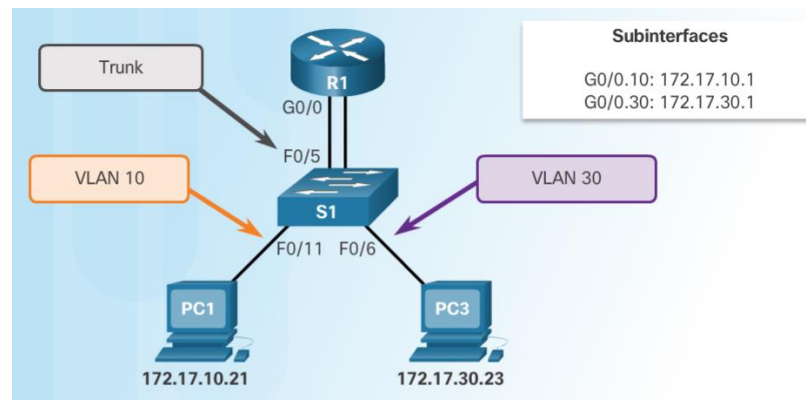 Subinterfaces
G0/0.10: 172.17.10.1
G0/0.30: 172.17.30.1
Trunk
R1
G0/0
F0/5
VLAN 10
VLAN 30
S1
F0/11 F0/6
PC1
PC3
172.17.10.21
172.17.30.23